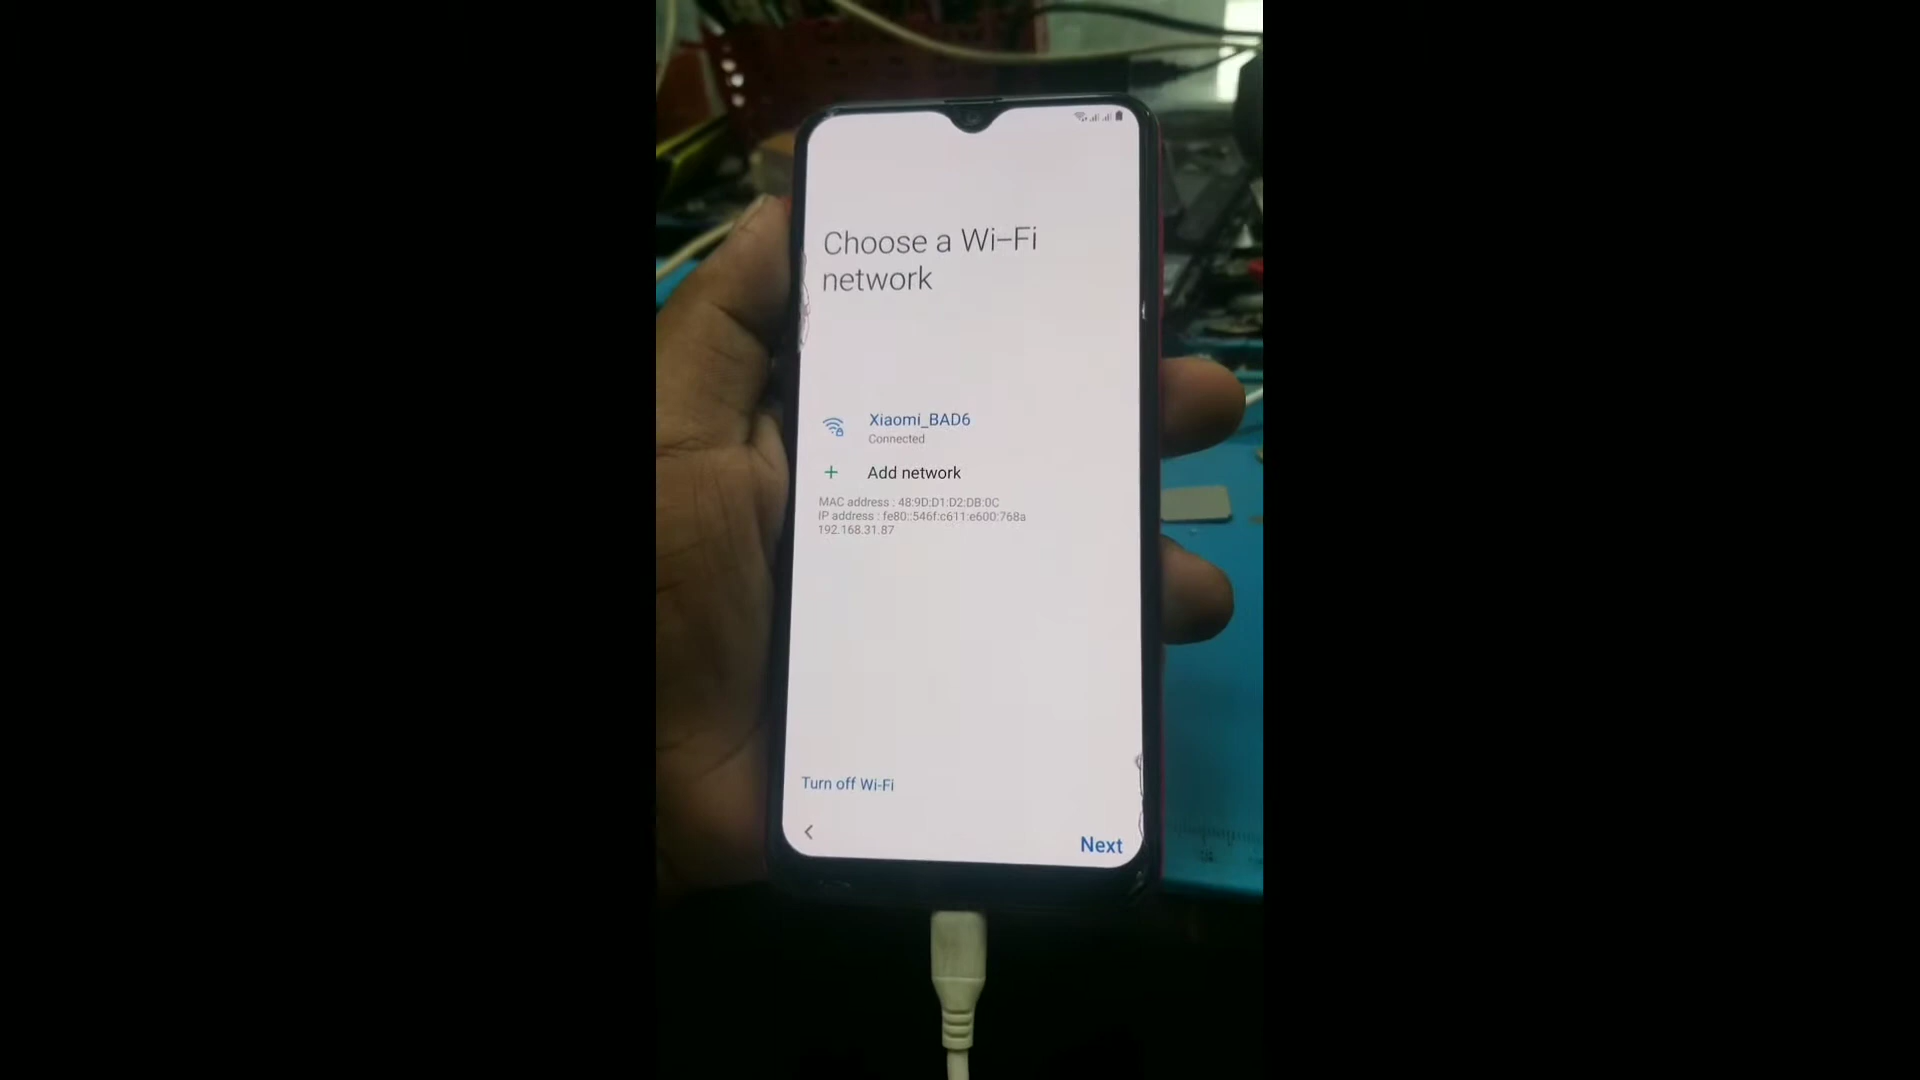 Choose a Wi-Fi
network
Xiaomi_BAD6
Connected
+ Add network
MAC address : 48:9D:D1:D2:DB:0C
IP address : fe80::546f:c611:e600:768a
192.168.31.87
Turn off Wi-Fi
Next